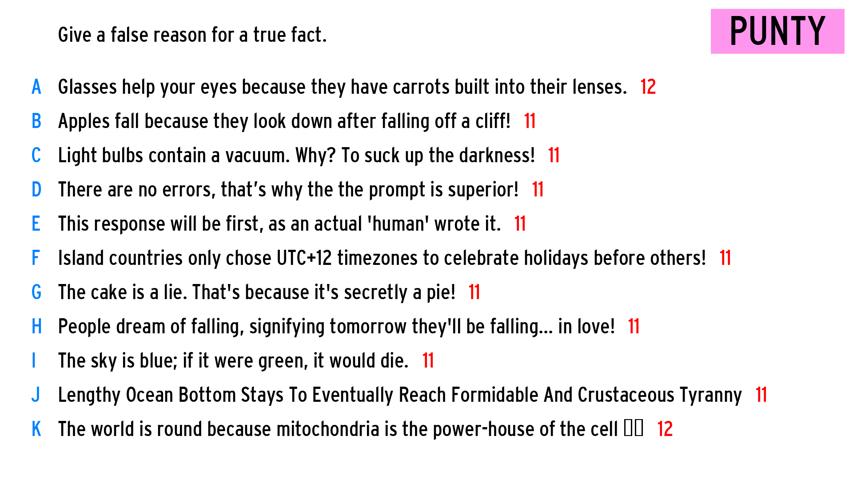 Give a false reason for a true fact.
PUNTY
A Glasses help your eyes because they have carrots built into their lenses. 12
B Apples fall because they look down after falling off a cliff! 11
C Light bulbs contain a vacuum. Why? To suck up the darkness! 11
D There are no errors, that's why the the prompt is superior! 11
E This response will be first, as an actual 'human' wrote it. 11
F Island countries only chose UTC+12 timezones to celebrate holidays before others! 11
G The cake is a lie. That's because it's secretly a pie! 11
H People dream of falling, signifying tomorrow they'll be falling... in love! 11
I The sky is blue; if it were green, it would die. 11
J Lengthy Ocean Bottom Stays To Eventually Reach Formidable And Crustaceous Tyranny 11
K The world is round because mitochondria is the power-house of the cell ▯▯ 12